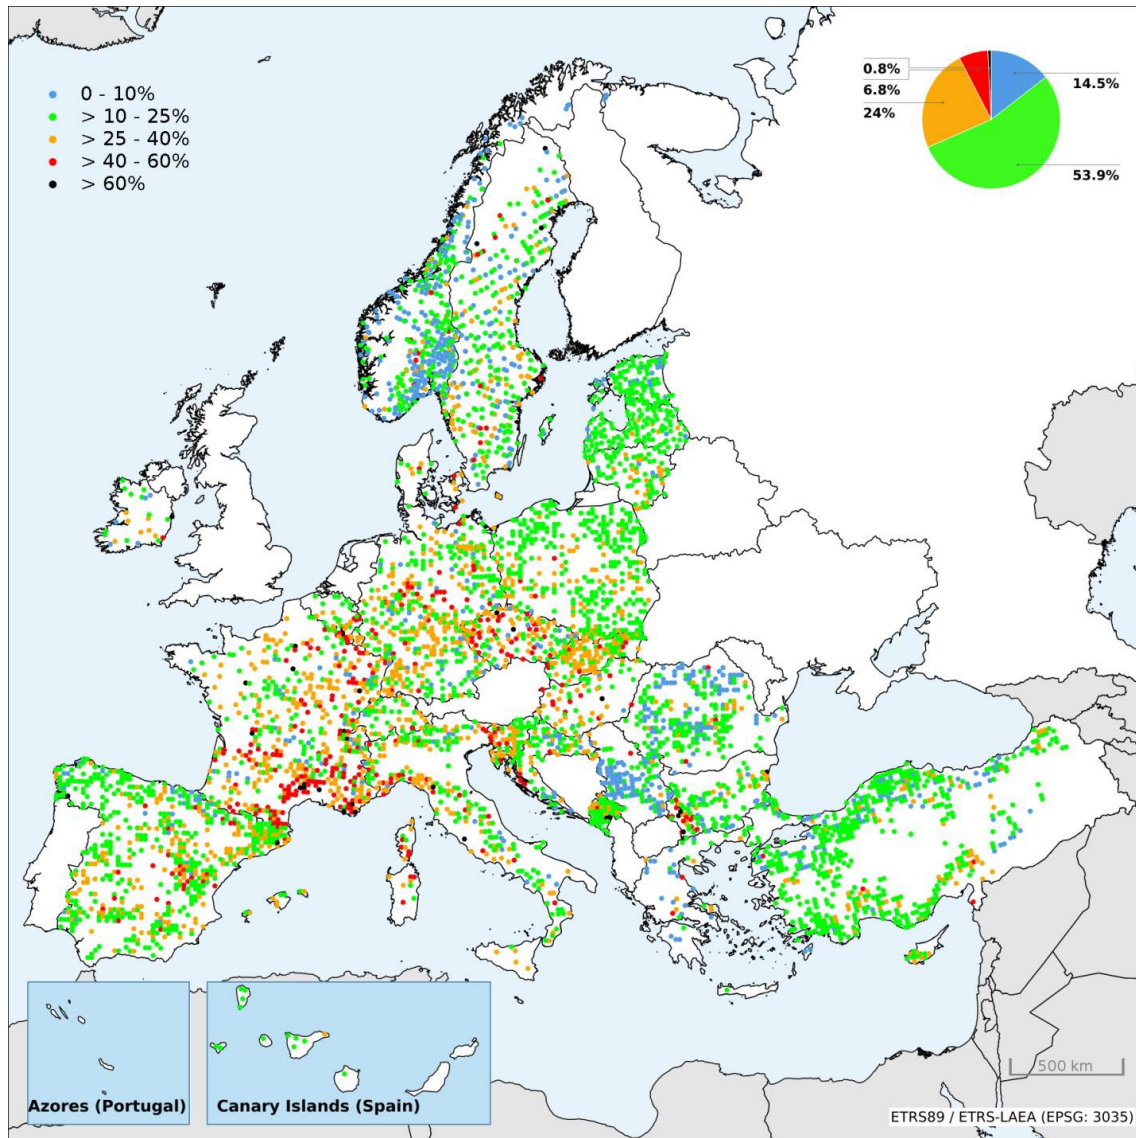 0 - 10%
> 10 - 25%
> 25 - 40%
> 40 - 60%
> 60%
0.8%
6.8%
24%
14.5%
53.9%
500 km
Azores (Portugal)
Canary Islands (Spain)
ETRS89 / ETRS-LAEA (EPSG: 3035)